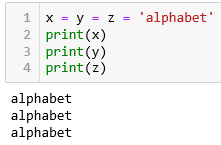 1 x = y = z = 'alphabet'
2 print(x)
3 print(y)
4 print(z)
alphabet
alphabet
alphabet